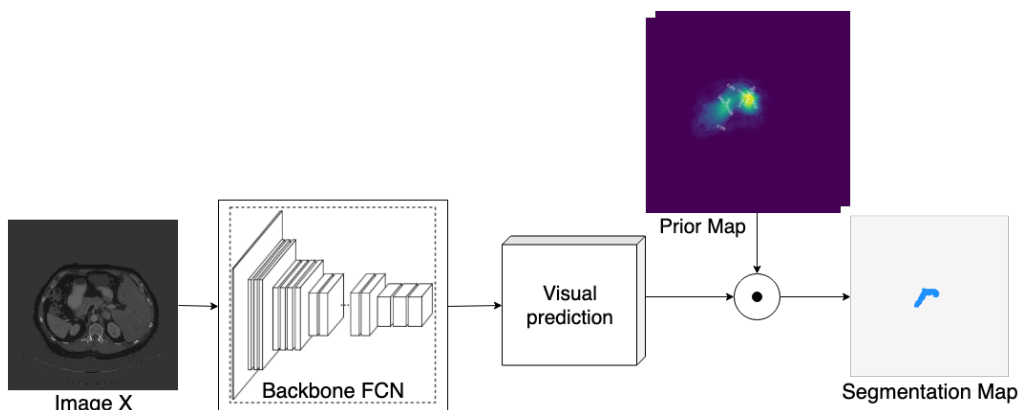 Prior Map
Visual
prediction
Backbone FCN
Image X
Segmentation Map